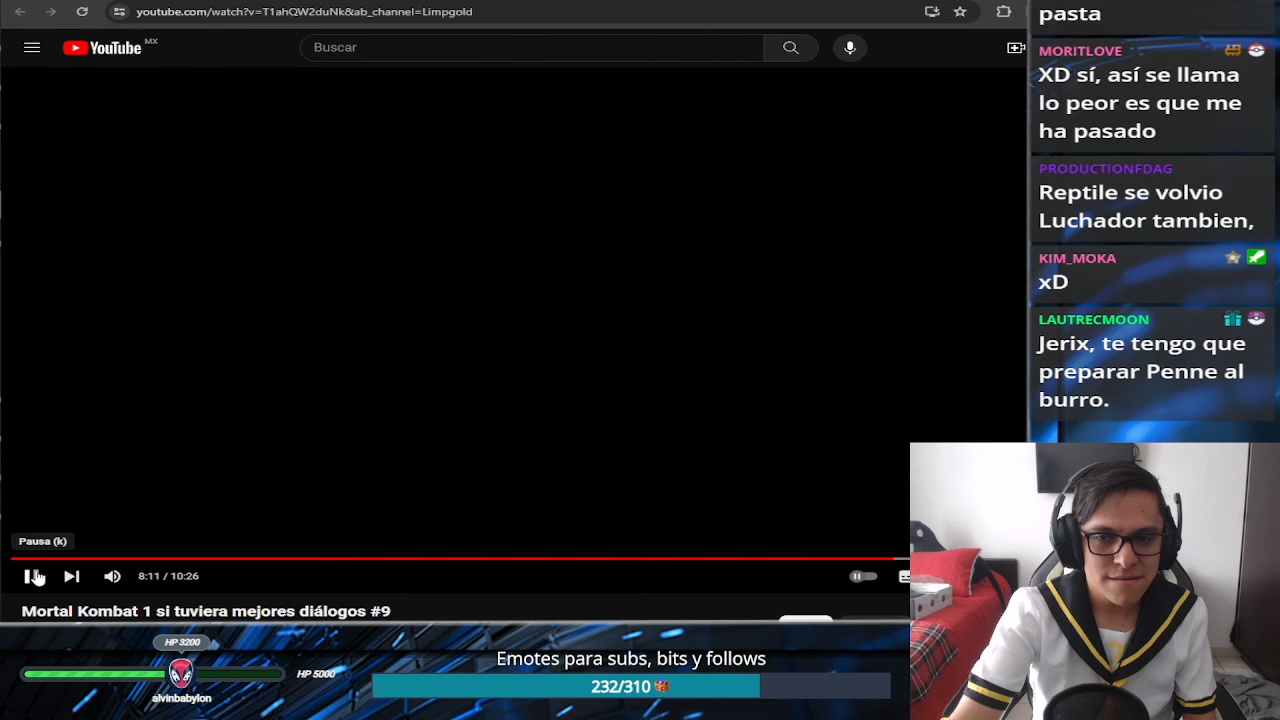 youtube.com/watch?v=T1ahQW2duNk&ab_channel=Limpgold
YouTube MX
Buscar
Pausa (k)
8:11 / 10:26
Mortal Kombat 1 si tuviera mejores diálogos #9
HP 3200
HP 5000
alvinbabylon
Emotes para subs, bits y follows
232/310
pasta
MORITLOVE
XD sí, así se llama
lo peor es que me
ha pasado
PRODUCTIONFDAG
Reptile se volvio
Luchador tambien,
KIM_MOKA
xD
LAUTRECMOON
Jerix, te tengo que
preparar Penne al
burro.